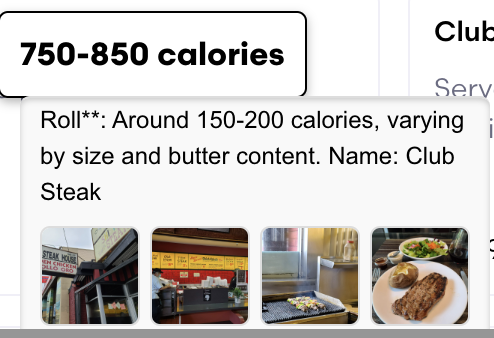 750-850 calories
Club
Serv
Roll**: Around 150-200 calories, varying
by size and butter content. Name: Club
Steak
STEAK HOUSE